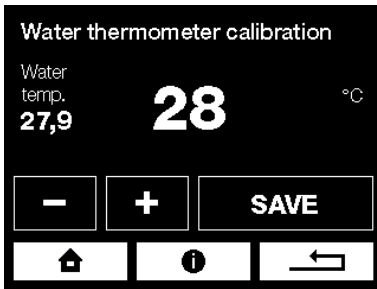 Water thermometer calibration
Water
temp.
27,9
28
°C
− + SAVE
i